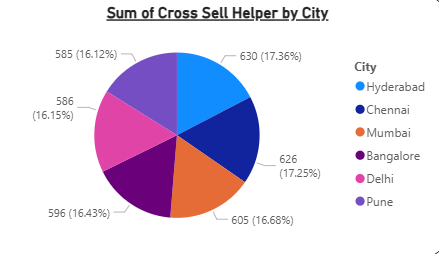 Sum of Cross Sell Helper by City
585 (16.12%)
630 (17.36%)
586
(16.15%)
626
(17.25%)
596 (16.43%)
605 (16.68%)
City
Hyderabad
Chennai
Mumbai
Bangalore
Delhi
Pune